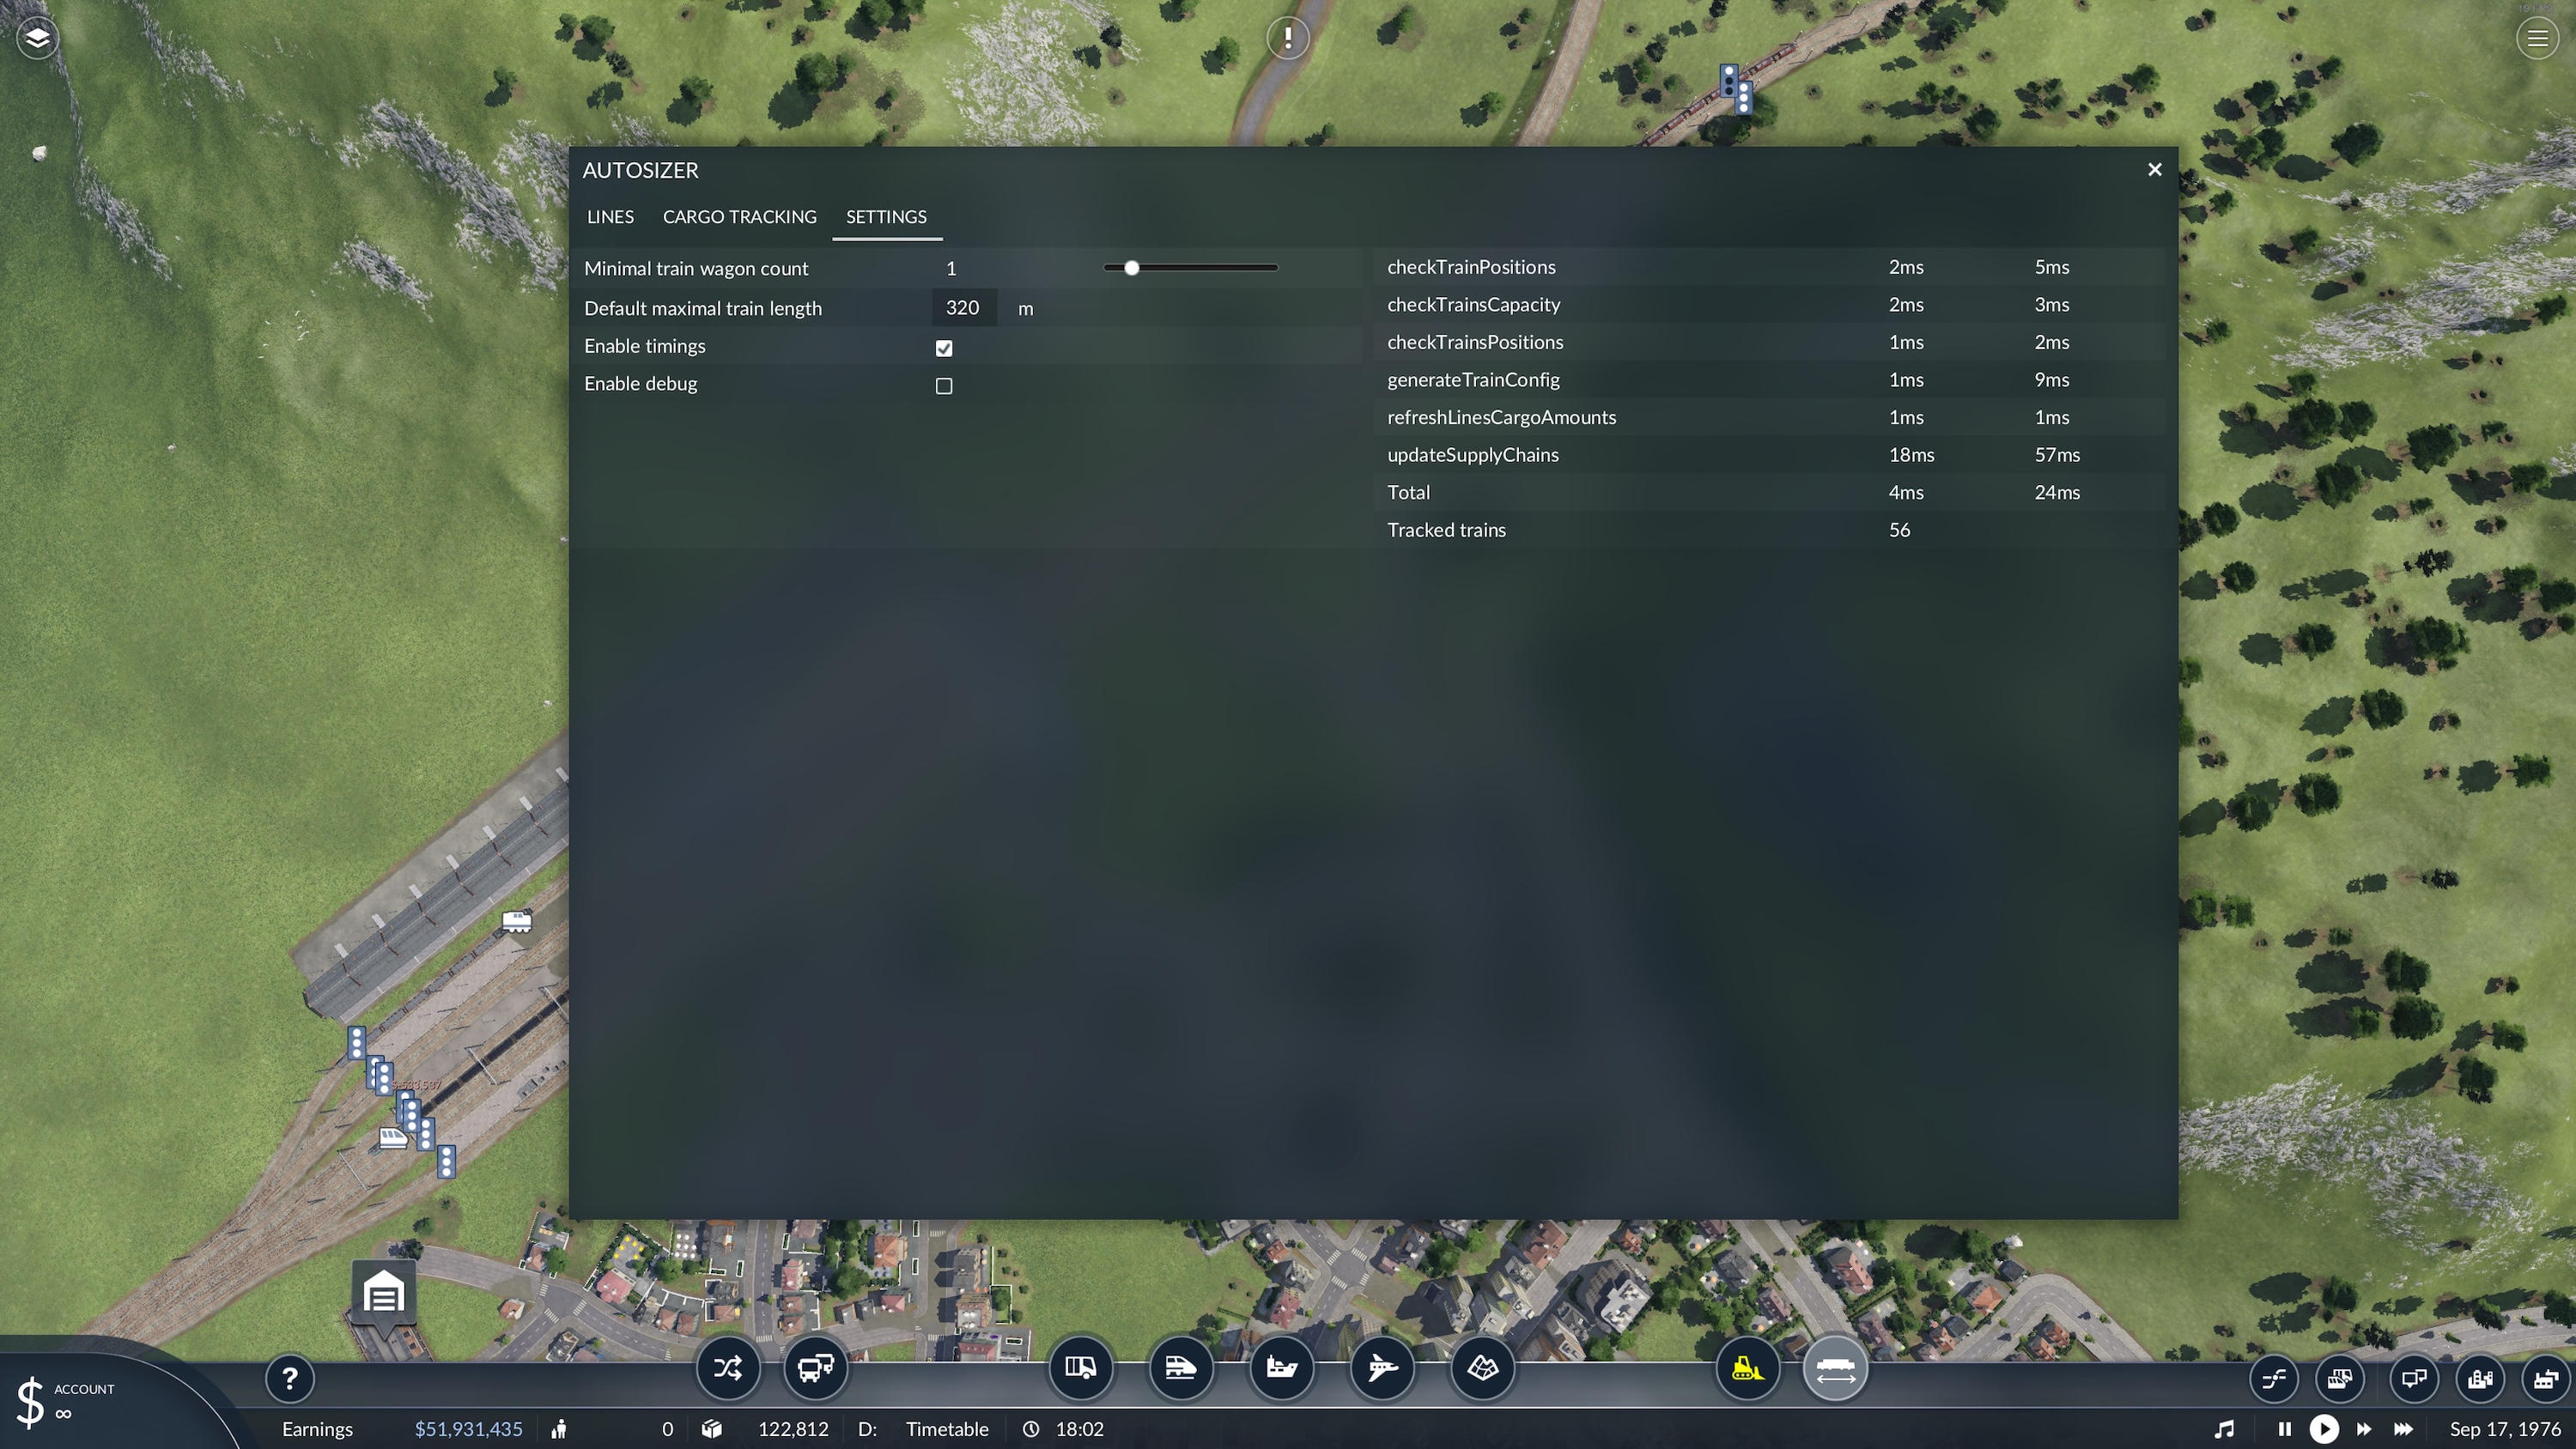 AUTOSIZER
LINES CARGO TRACKING SETTINGS
Minimal train wagon count 1
Default maximal train length 320 m
Enable timings
Enable debug
checkTrainPositions 2ms 5ms
checkTrainsCapacity 2ms 3ms
checkTrainsPositions 1ms 2ms
generateTrainConfig 1ms 9ms
refreshLinesCargoAmounts 1ms 1ms
updateSupplyChains 18ms 57ms
Total 4ms 24ms
Tracked trains 56
?
$ ACCOUNT
∞
Earnings $51,931,435 0 122,812 D: Timetable 18:02 Sep 17, 1976